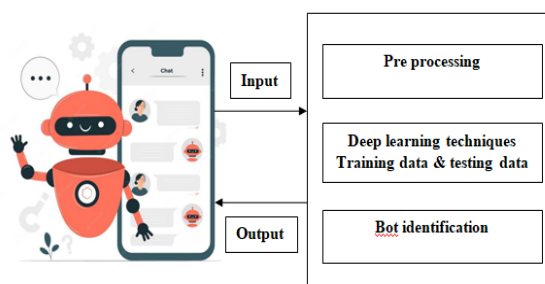 Chat
Input
Pre processing
Deep learning techniques
Training data & testing data
Output
Bot identification